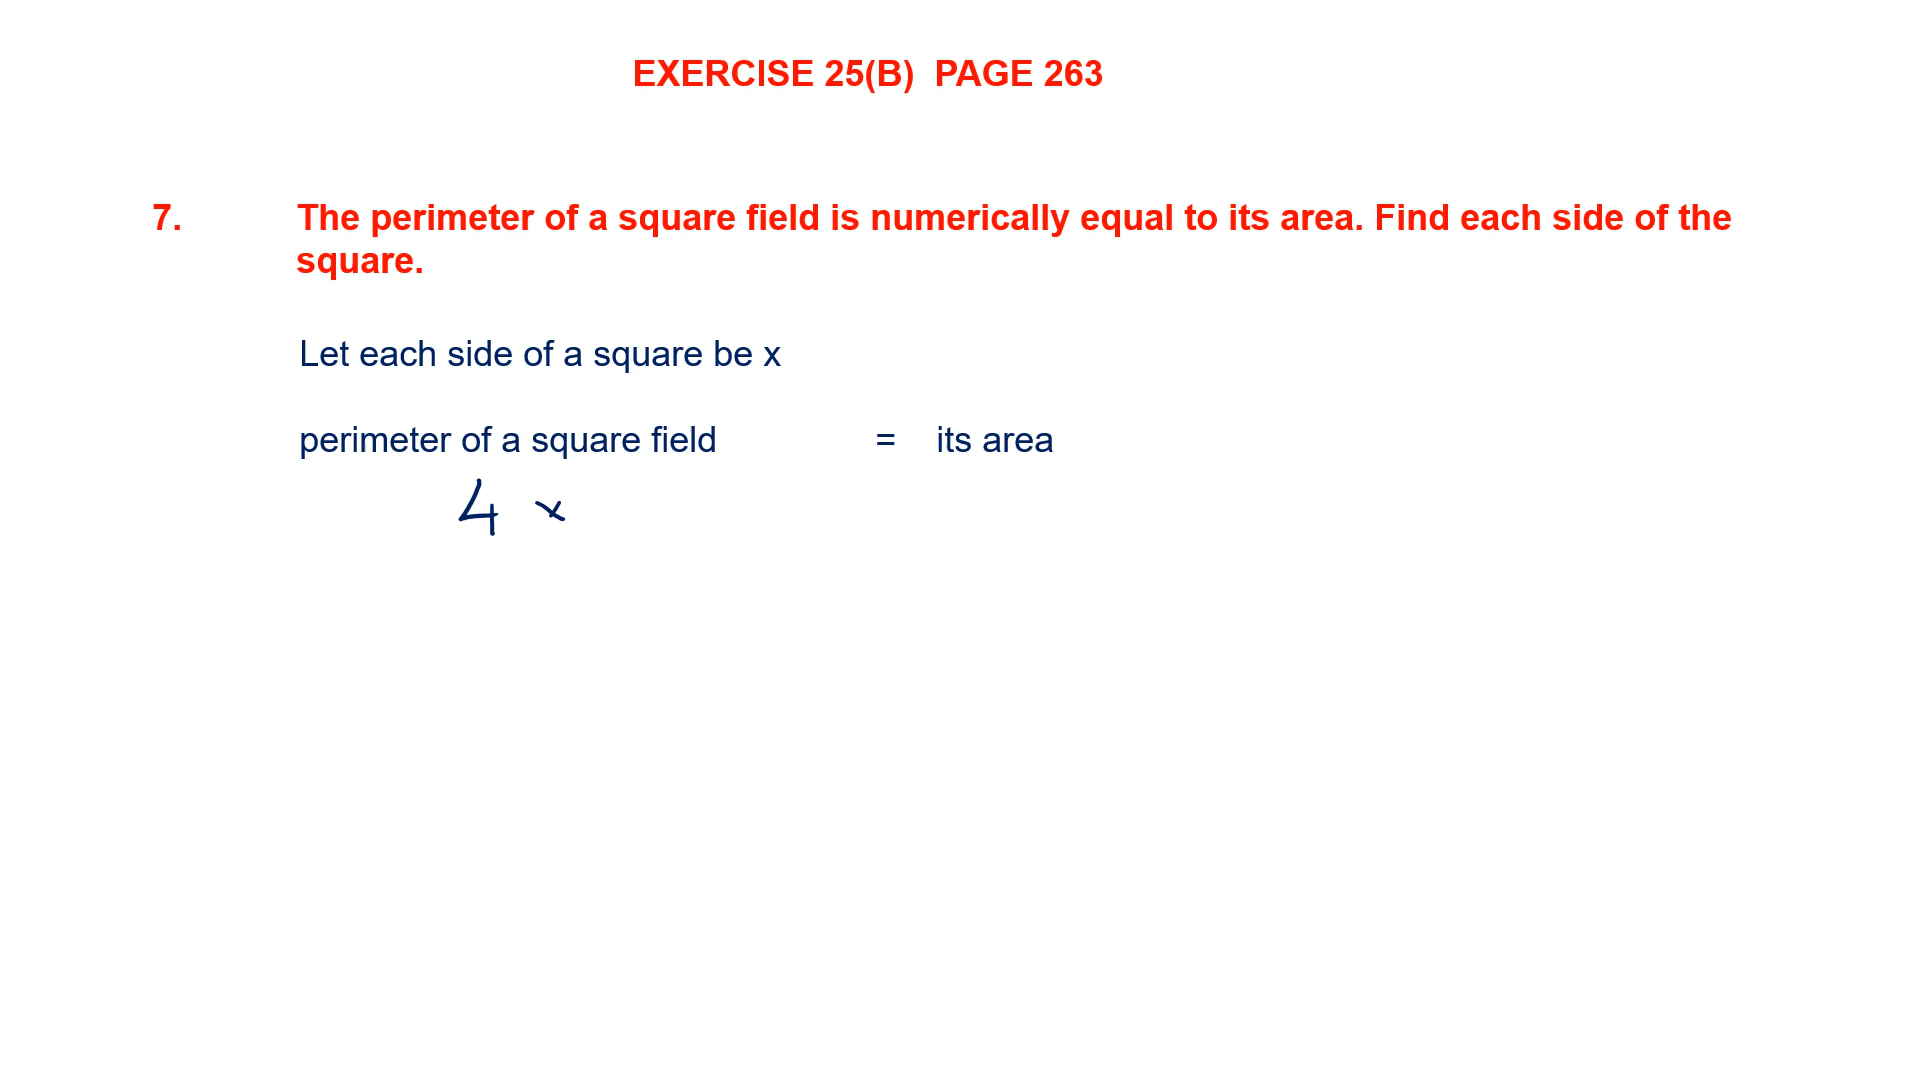 EXERCISE 25(B) PAGE 263
7. The perimeter of a square field is numerically equal to its area. Find each side of the
square.
Let each side of a square be x
perimeter of a square field = its area
4 x